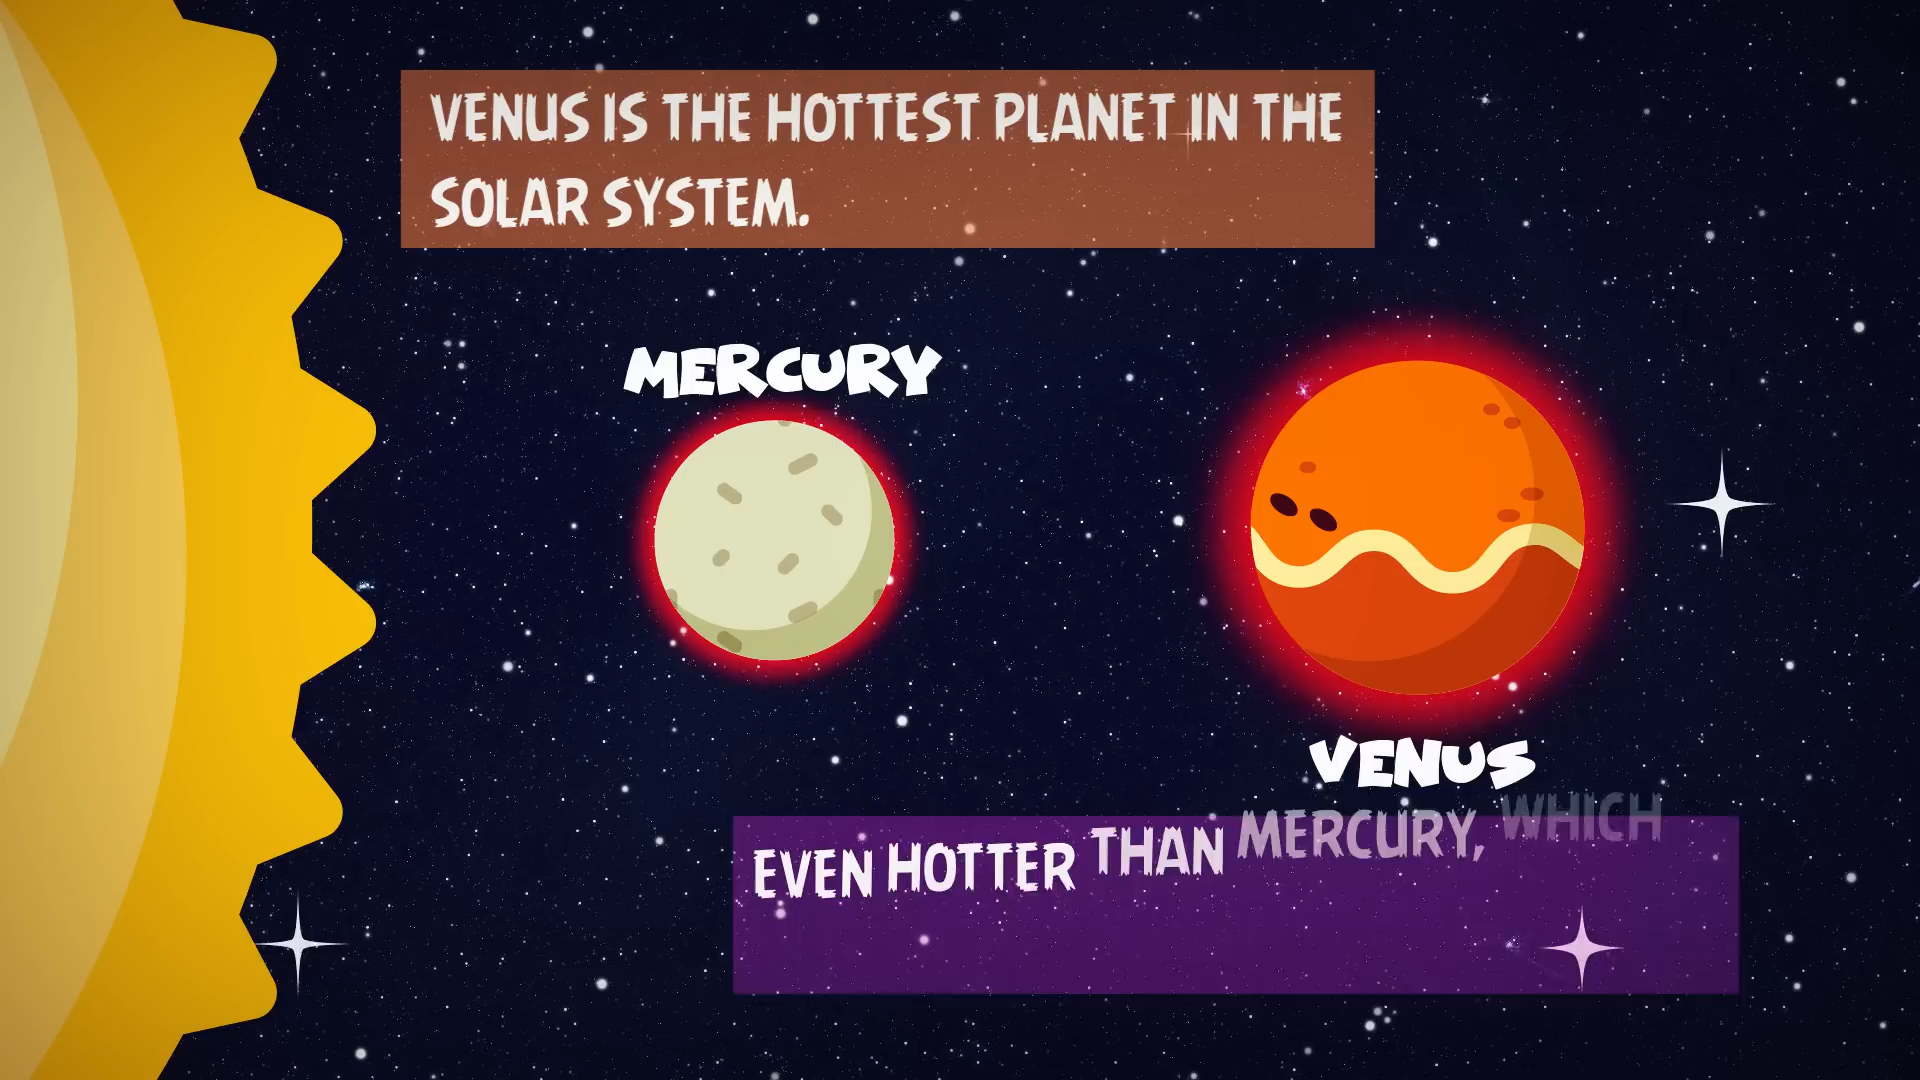 VENUS IS THE HOTTEST PLANET IN THE
SOLAR SYSTEM.
MERCURY
VENUS
EVEN HOTTER THAN MERCURY, WHICH